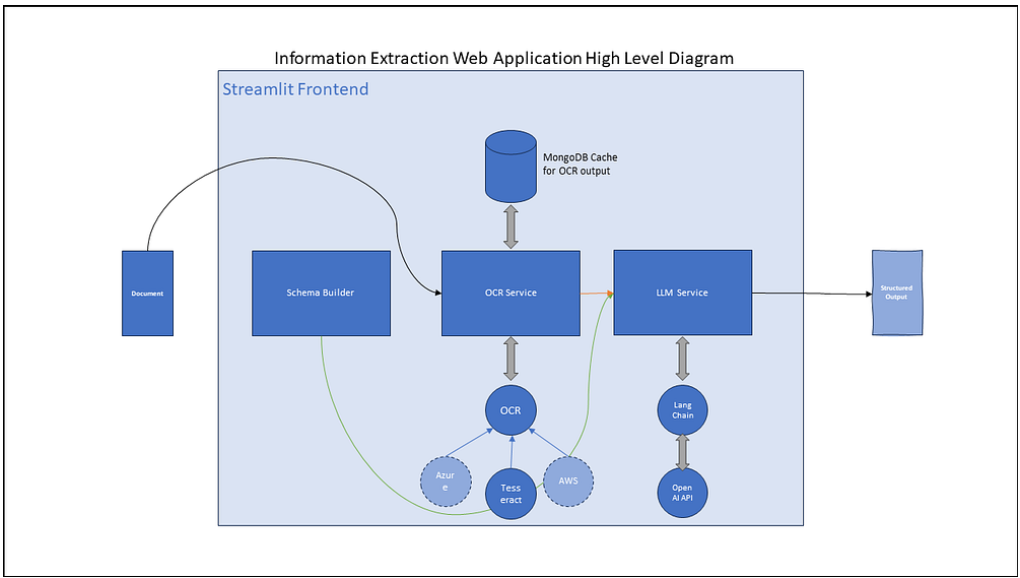 Information Extraction Web Application High Level Diagram
Streamlit Frontend
MongoDB Cache
for OCR output
Document
Schema Builder
OCR Service
LLM Service
Structured
Output
OCR
Lang
Chain
Azur
e
Tess
eract
AWS
Open
AI API